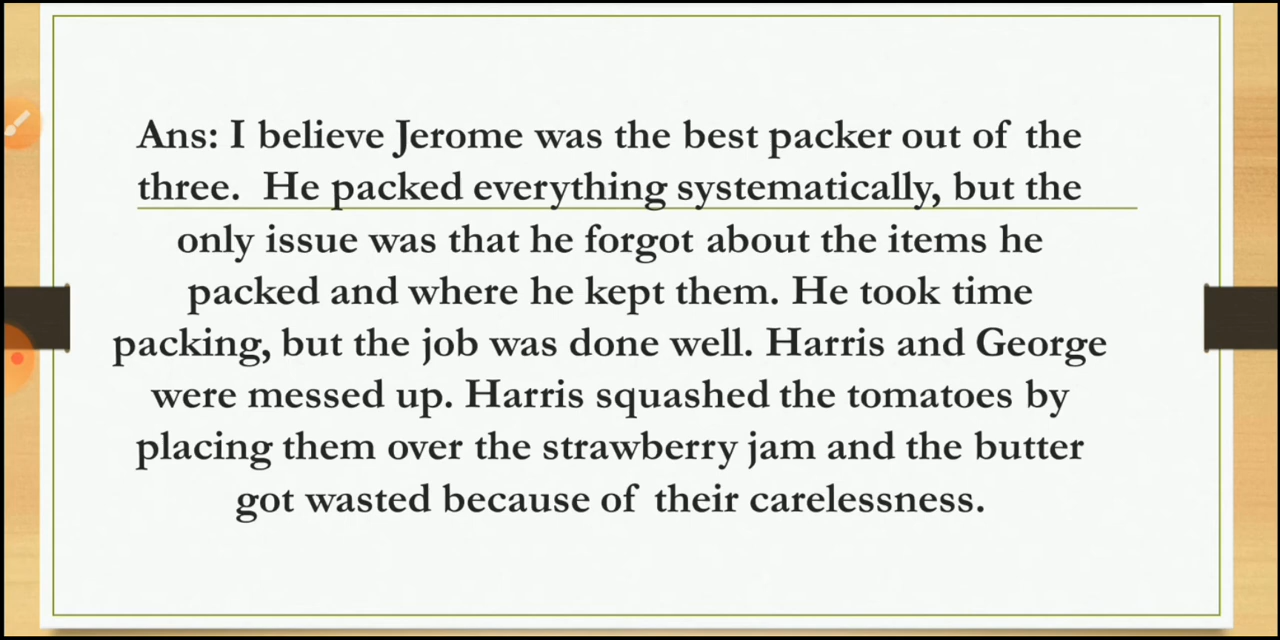 Ans: I believe Jerome was the best packer out of the
three. He packed everything systematically, but the
only issue was that he forgot about the items he
packed and where he kept them. He took time
packing, but the job was done well. Harris and George
were messed up. Harris squashed the tomatoes by
placing them over the strawberry jam and the butter
got wasted because of their carelessness.